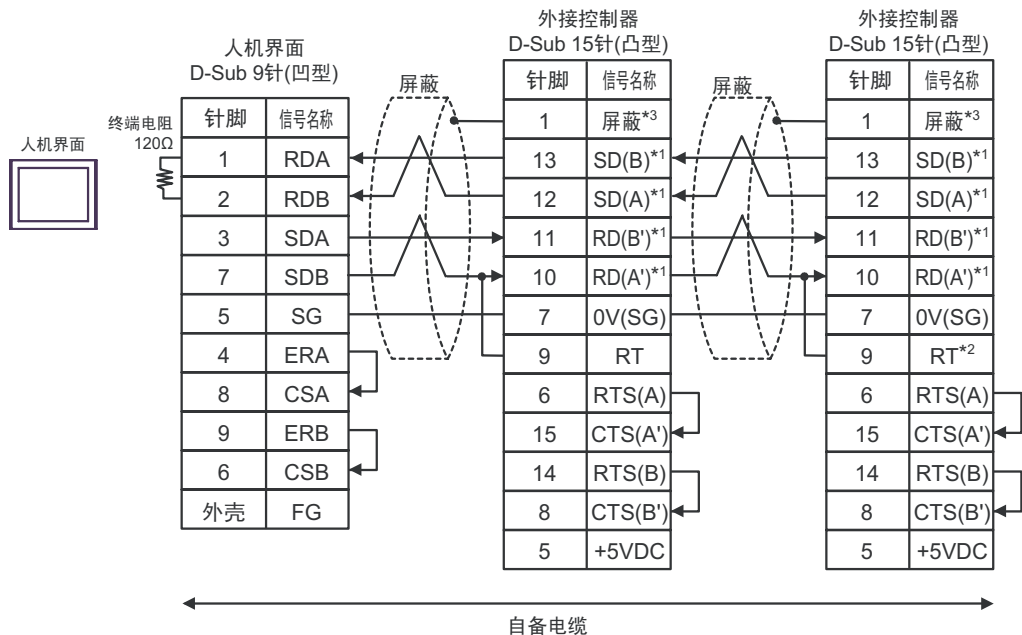 人机界面
人机界面
D-Sub 9针(凹型)
终端电阻
120Ω
针脚 信号名称
1 RDA
2 RDB
3 SDA
7 SDB
5 SG
4 ERA
8 CSA
9 ERB
6 CSB
外壳 FG
屏蔽
外接控制器
D-Sub 15针(凸型)
针脚 信号名称
1 屏蔽*3
13 SD(B)*1
12 SD(A)*1
11 RD(B')*1
10 RD(A')*1
7 0V(SG)
9 RT
6 RTS(A)
15 CTS(A')
14 RTS(B)
8 CTS(B')
5 +5VDC
屏蔽
外接控制器
D-Sub 15针(凸型)
针脚 信号名称
1 屏蔽*3
13 SD(B)*1
12 SD(A)*1
11 RD(B')*1
10 RD(A')*1
7 0V(SG)
9 RT*2
6 RTS(A)
15 CTS(A')
14 RTS(B)
8 CTS(B')
5 +5VDC
自备电缆